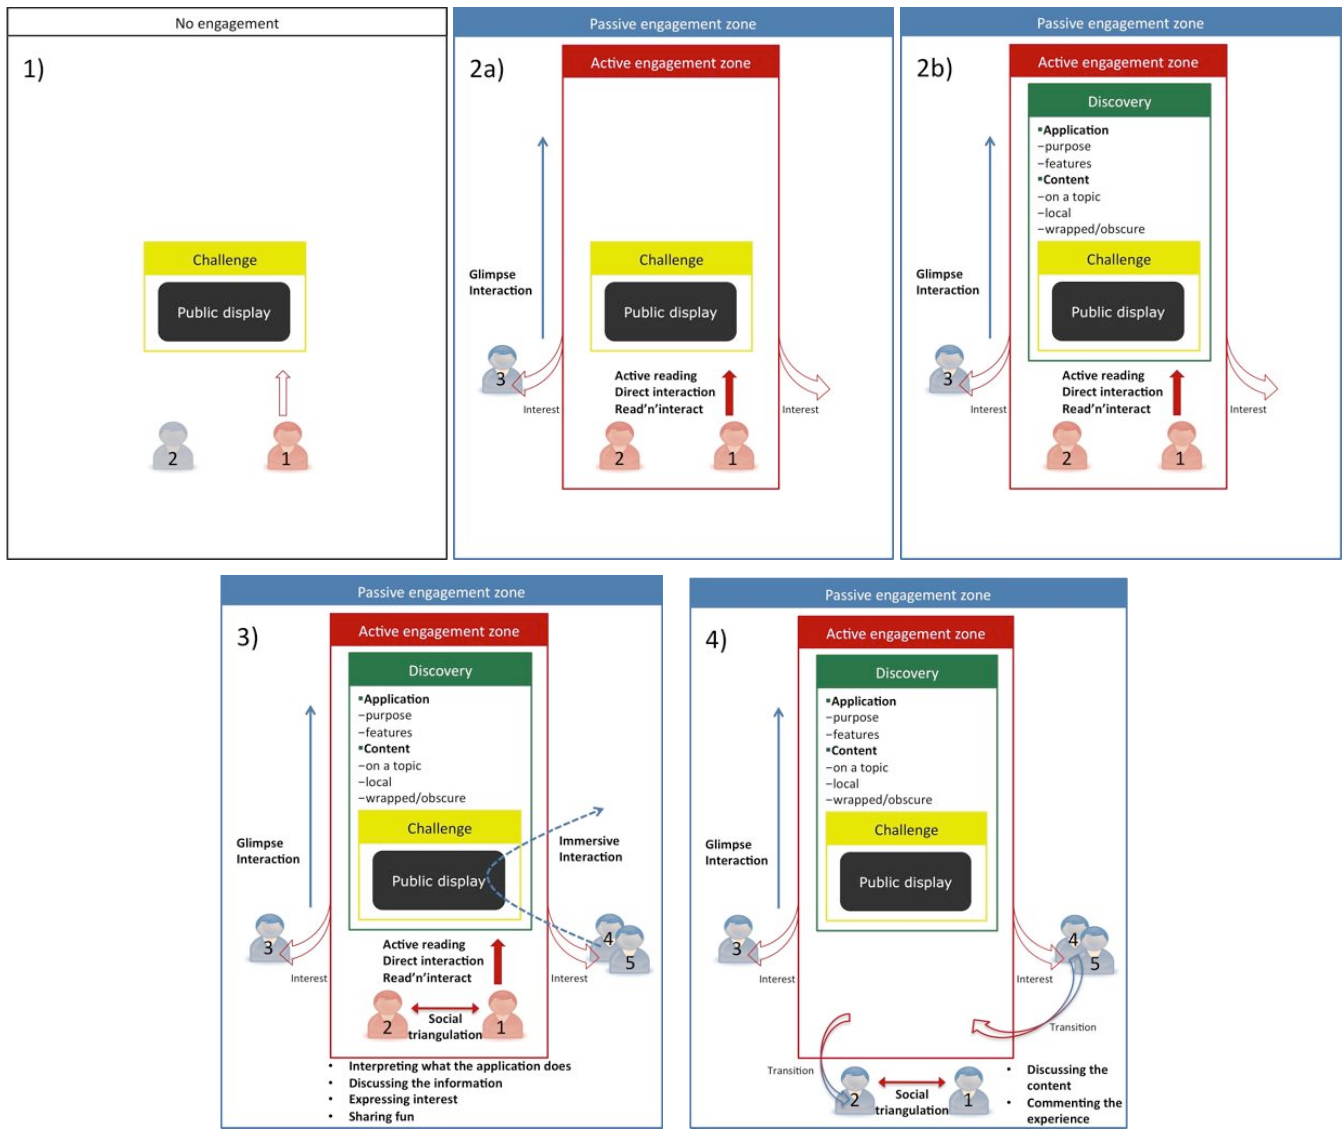 No engagement
1)
Challenge
Public display
2
1
Passive engagement zone
Active engagement zone
2a)
Challenge
Public display
Glimpse
Interaction
3
Interest
Active reading
Direct interaction
Read'n'interact
Interest
2
1
Passive engagement zone
Active engagement zone
2b)
Discovery
▪Application
–purpose
–features
▪Content
–on a topic
–local
–wrapped/obscure
Challenge
Public display
Glimpse
Interaction
3
Interest
Active reading
Direct interaction
Read'n'interact
Interest
2
1
Passive engagement zone
Active engagement zone
3)
Discovery
▪Application
–purpose
–features
▪Content
–on a topic
–local
–wrapped/obscure
Challenge
Public display
Glimpse
Interaction
Immersive
Interaction
3
4
5
Interest
Active reading
Direct interaction
Read'n'interact
Interest
2
1
Social
triangulation
• Interpreting what the application does
• Discussing the information
• Expressing interest
• Sharing fun
Passive engagement zone
Active engagement zone
4)
Discovery
▪Application
–purpose
–features
▪Content
–on a topic
–local
–wrapped/obscure
Challenge
Public display
Glimpse
Interaction
3
4
5
Interest
Interest
Transition
Transition
2
1
Social
triangulation
• Discussing the
content
• Commenting the
experience